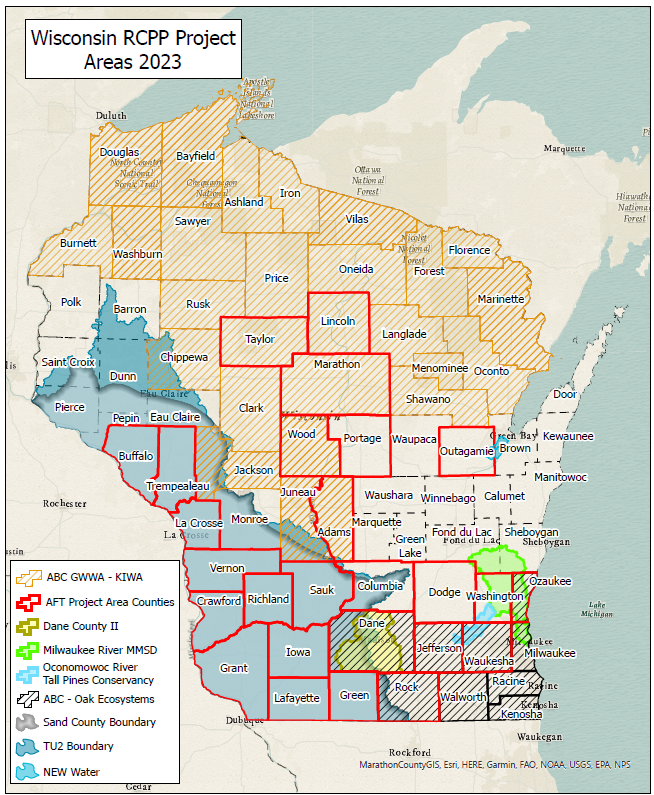 Wisconsin RCPP Project
Areas 2023
Apostle
Islands
National
Lakeshore
Duluth
Marquette
Douglas
Bayfield
North Country
National
Scenic Trail
Chequamegon
National
Forest
Ashland
Iron
Ottawa
National
Forest
Hiawatha
National
Forest
Sawyer
Vilas
Burnett
Washburn
Nicolet
National
Forest
Florence
Forest
Price
Oneida
Polk
Barron
Rusk
Marinette
Lincoln
Taylor
Langlade
Saint Croix
Chippewa
Marathon
Dunn
Menominee
Oconto
Eau Claire
Pierce
Pepin
Eau Claire
Clark
Shawano
Door
Wisconsin
Wood
Portage
Waupaca
Outagamie
Green Bay
Brown
Kewaunee
Buffalo
Jackson
Manitowoc
Trempealeau
Juneau
Waushara
Winnebago
Calumet
Rochester
La Crosse
La Crosse
Monroe
Adams
Marquette
Green
Lake
Fond du Lac
Fond du Lac
Sheboygan
Sheboygan
Austin
Vernon
Columbia
Dodge
Washington
Ozaukee
Crawford
Richland
Sauk
Lake
Michigan
Dane
Jefferson
Waukesha
Milwaukee
Milwaukee
Grant
Iowa
Lafayette
Green
Rock
Walworth
Racine
Racine
Kenosha
Kenosha
Dubuque
Waukegan
Rockford
Cedar
ABC GWWA - KIWA
AFT Project Area Counties
Dane County II
Milwaukee River MMSD
Oconomowoc River
Tall Pines Conservancy
ABC - Oak Ecosystems
Sand County Boundary
TU2 Boundary
NEW Water
MarathonCountyGIS, Esri, HERE, Garmin, FAO, NOAA, USGS, EPA, NPS